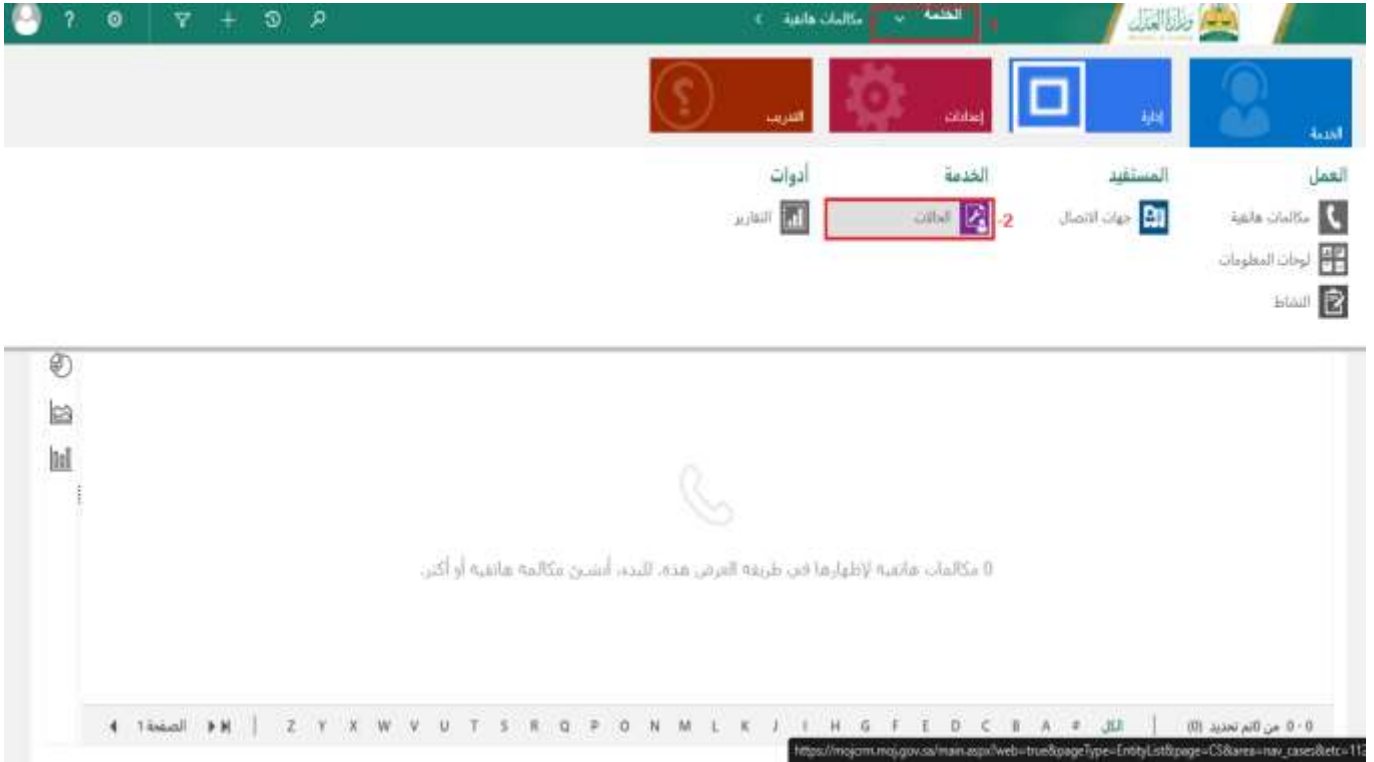 وزارة العدل
1
الخدمة
مكالمات هاتفية
الخدمة
إدارة
إعدادات
التدريب
العمل
المستفيد
الخدمة
أدوات
مكالمات هاتفية
جهات الاتصال
2-
الحالات
التقارير
لوحات المعلومات
النشاط
0 مكالمات هاتفية لإظهارها في طريقة العرض هذه. للبدء، أنشئ مكالمة هاتفية أو أكثر.
0 - 0 من 0تم تحديد (0)
الكل # A B C D E F G H I J K L M N O P Q R S T U V W X Y Z
الصفحة 1
https://mojcrm.moj.gov.sa/main.aspx?web=true&pageType=EntityList&page=CS&area=nav_cases&etc=112